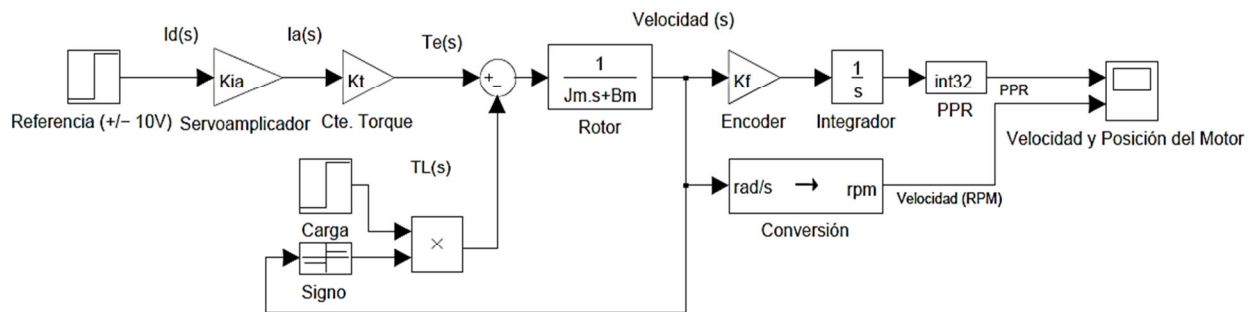 Velocidad (s)
Id(s)
Ia(s)
Te(s)
Kia
Kt
+
−
1
Jm.s+Bm
Kf
1
s
int32
PPR
Referencia (+/− 10V)
Servoamplicador
Cte. Torque
Rotor
Encoder
Integrador
PPR
Velocidad y Posición del Motor
TL(s)
Carga
×
rad/s → rpm
Velocidad (RPM)
Conversión
Signo